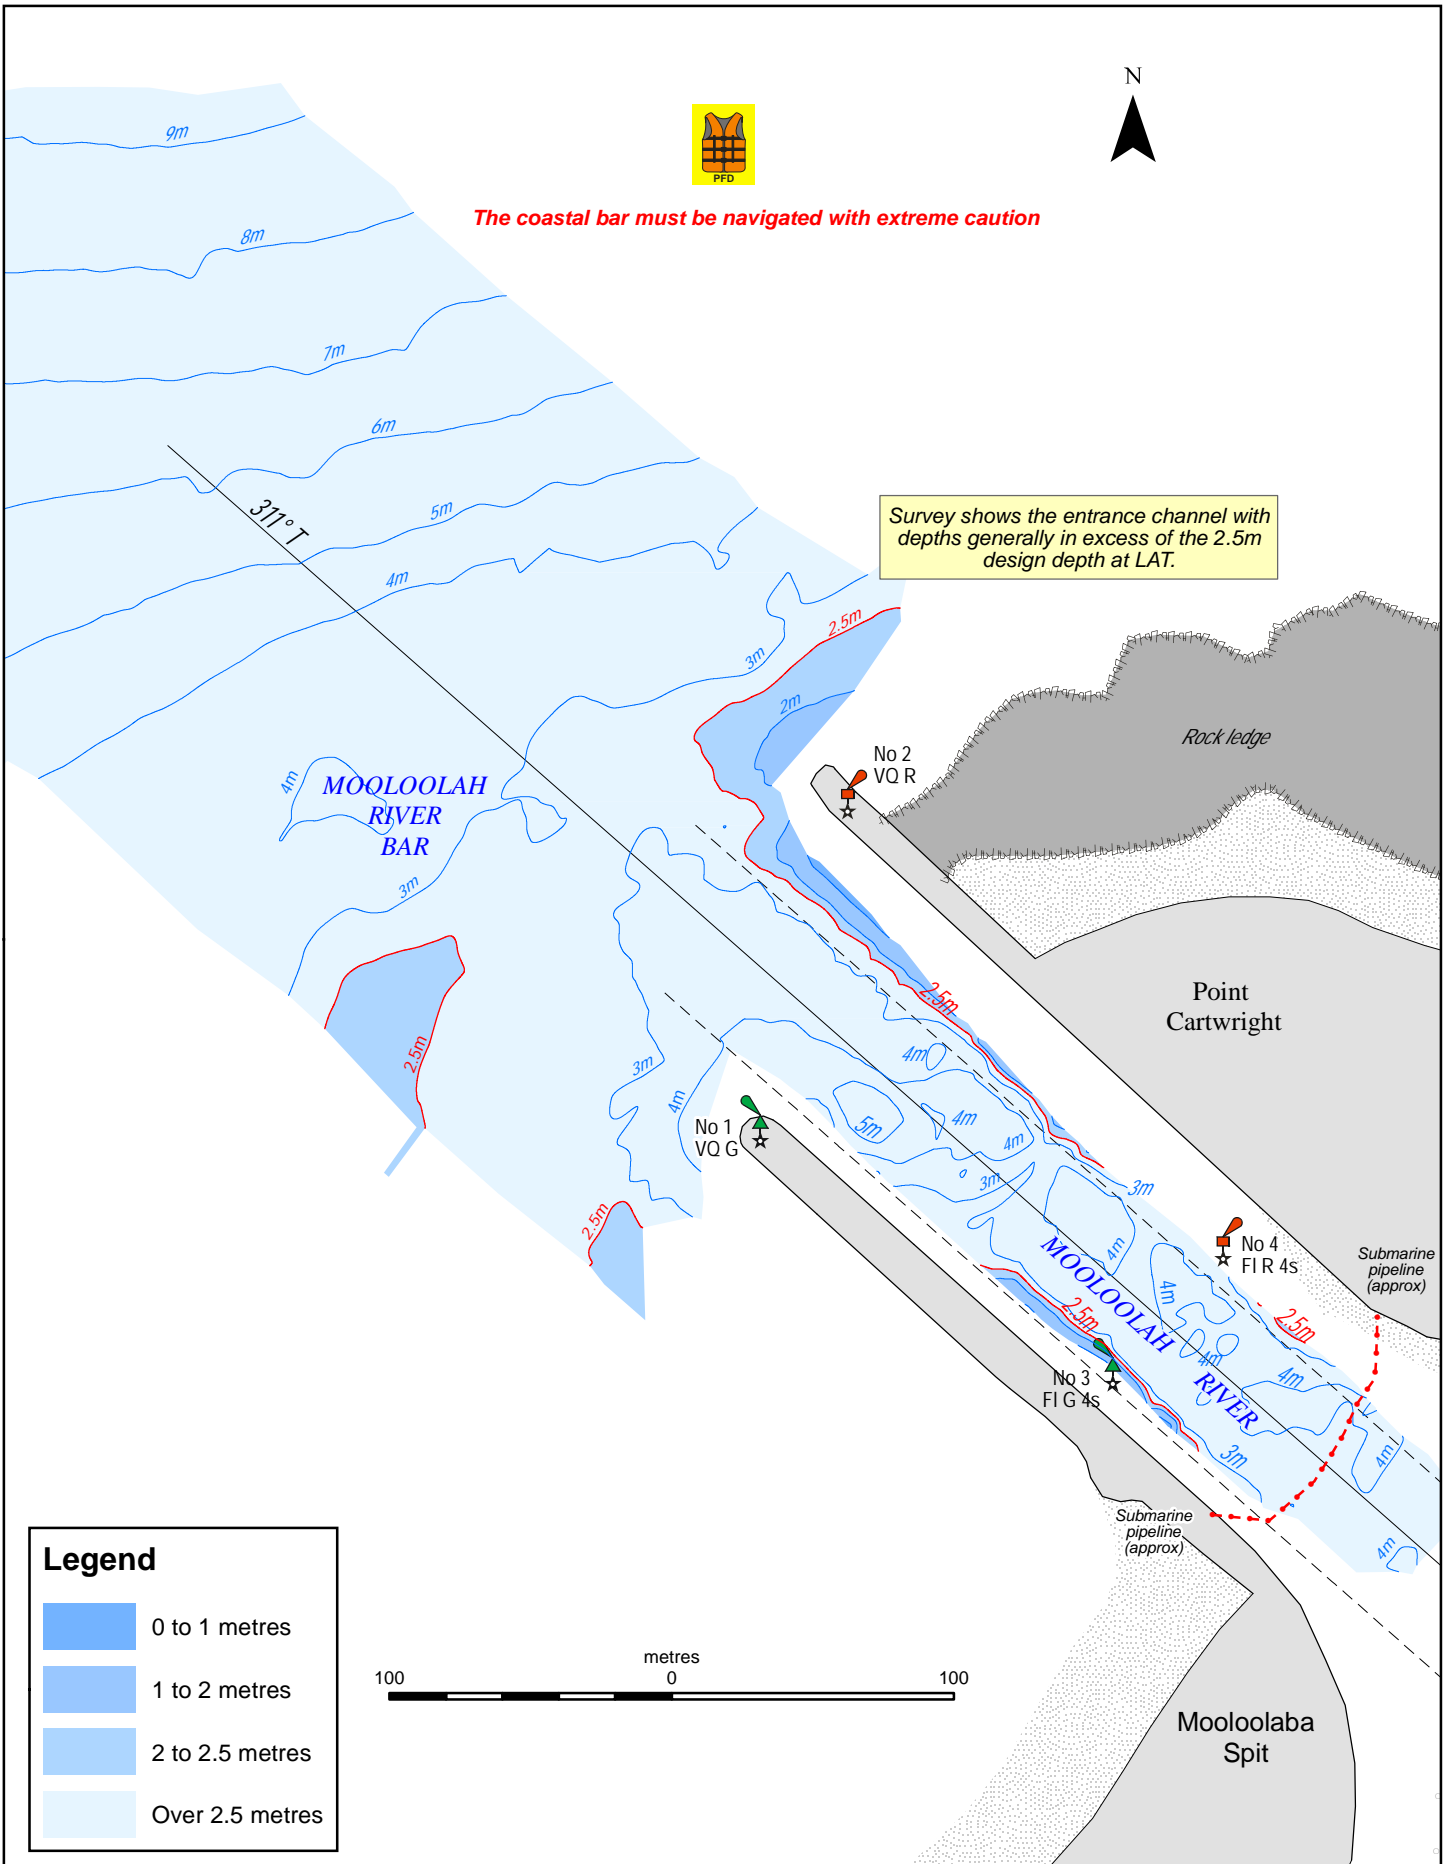 N
PFD
The coastal bar must be navigated with extreme caution
9m
8m
7m
6m
5m
4m
311° T
Survey shows the entrance channel with
depths generally in excess of the 2.5m
design depth at LAT.
2.5m
3m
2m
Rock ledge
No 2
VQ R
4m
MOOLOOLAH
RIVER
BAR
3m
2.5m
Point
Cartwright
2.5m
4m
3m
4m
5m
4m
4m
No 1
VQ G
3m
3m
2.5m
4m
No 4
Fl R 4s
Submarine
pipeline
(approx)
MOOLOOLAH
RIVER
4m
2.5m
2.5m
4m
4m
No 3
Fl G 4s
3m
4m
Submarine
pipeline
(approx)
4m
Legend
0 to 1 metres
1 to 2 metres
2 to 2.5 metres
Over 2.5 metres
metres
100 0 100
Mooloolaba
Spit